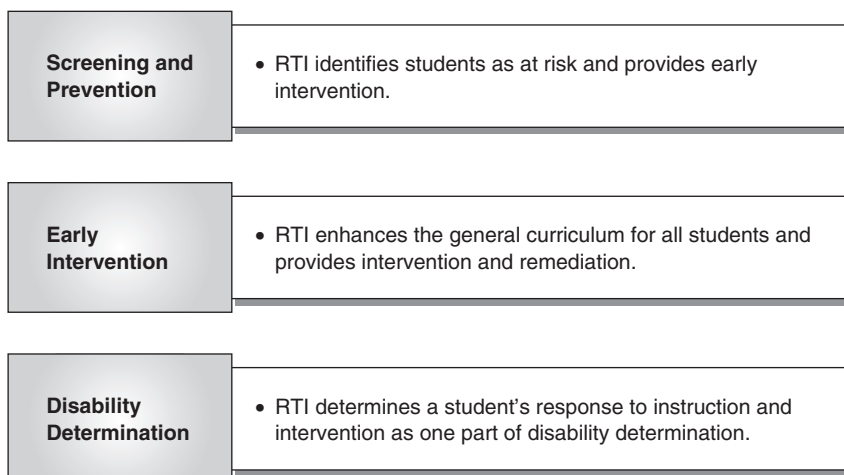 Screening and
Prevention
• RTI identifies students as at risk and provides early
intervention.
Early
Intervention
• RTI enhances the general curriculum for all students and
provides intervention and remediation.
Disability
Determination
• RTI determines a student’s response to instruction and
intervention as one part of disability determination.